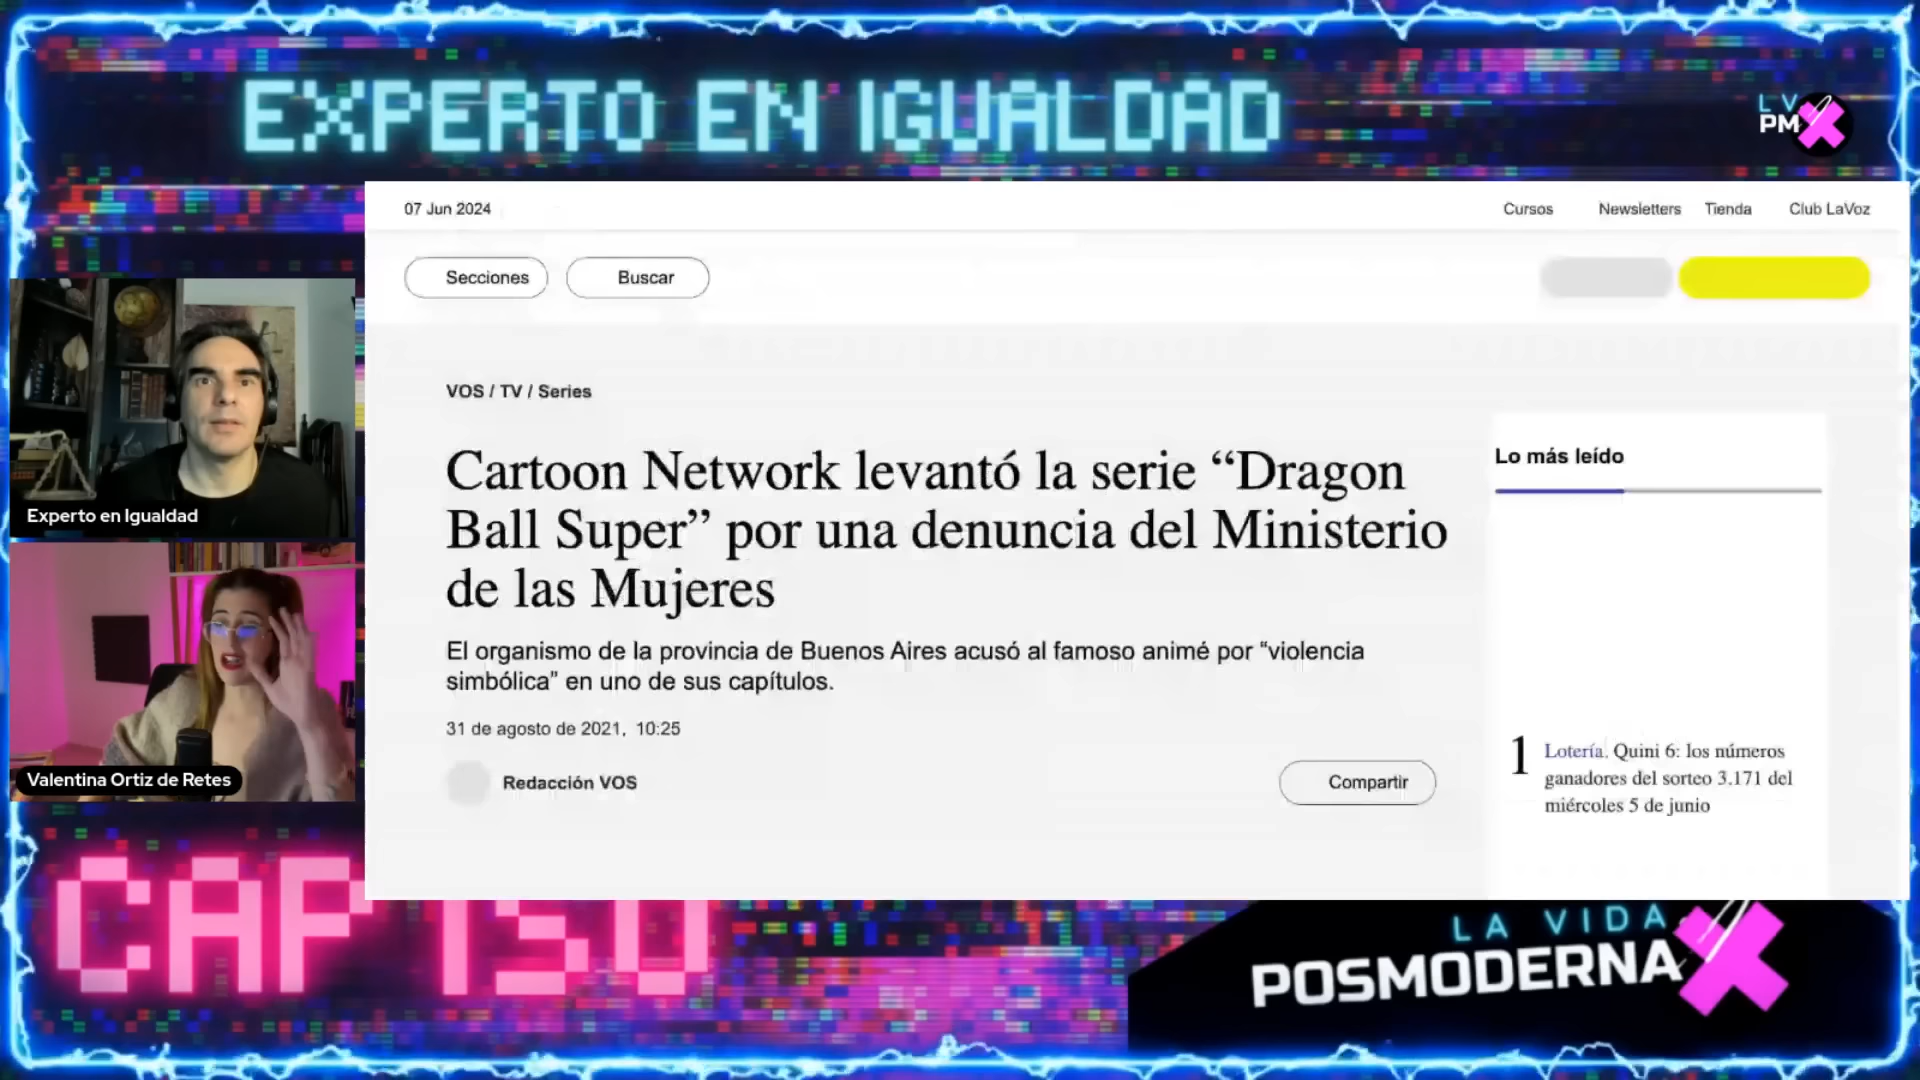 EXPERTO EN IGUALDAD
L V
PM
07 Jun 2024
Cursos
Newsletters
Tienda
Club LaVoz
Secciones
Buscar
VOS / TV / Series
Cartoon Network levantó la serie “Dragon
Ball Super” por una denuncia del Ministerio
de las Mujeres
El organismo de la provincia de Buenos Aires acusó al famoso animé por “violencia
simbólica” en uno de sus capítulos.
31 de agosto de 2021, 10:25
Redacción VOS
Compartir
Lo más leído
1
Lotería. Quini 6: los números
ganadores del sorteo 3.171 del
miércoles 5 de junio
Experto en Igualdad
Valentina Ortiz de Retes
CAP 150
LA VIDA
POSMODERNA